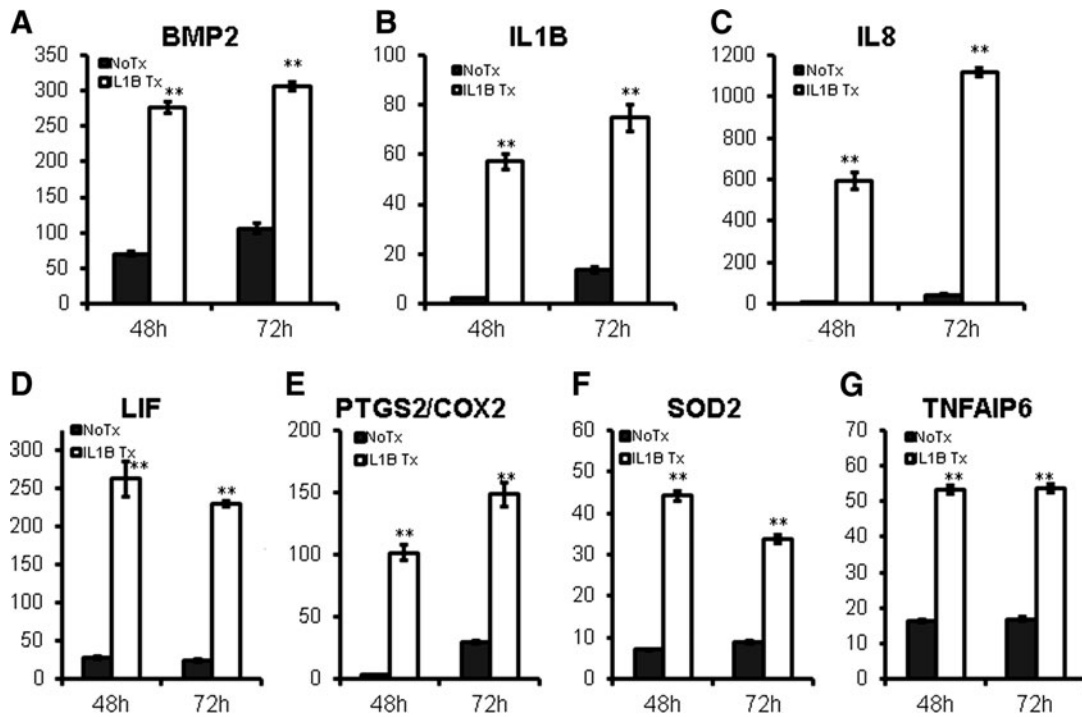 A
BMP2
NoTx
IL1B Tx
350
300
250
200
150
100
50
0
** **
48h 72h
B
IL1B
NoTx
IL1B Tx
100
80
60
40
20
0
** **
48h 72h
C
IL8
NoTx
IL1B Tx
1200
1000
800
600
400
200
0
** **
48h 72h
D
LIF
NoTx
IL1B Tx
300
250
200
150
100
50
0
** **
48h 72h
E
PTGS2/COX2
NoTx
IL1B Tx
200
150
100
50
0
** **
48h 72h
F
SOD2
NoTx
IL1B Tx
60
50
40
30
20
10
0
** **
48h 72h
G
TNFAIP6
NoTx
IL1B Tx
70
60
50
40
30
20
10
0
** **
48h 72h